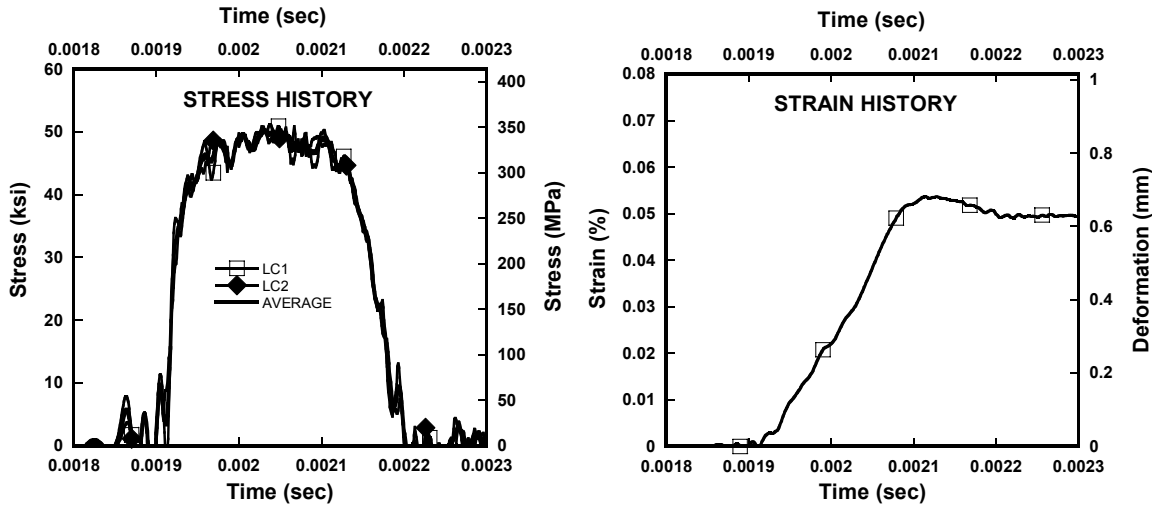 Time (sec)
0.0018 0.0019 0.002 0.0021 0.0022 0.0023
60 400
STRESS HISTORY
50 350
300
40
250
30 200
LC1
LC2
AVERAGE
20 150
100
10
50
0 0
0.0018 0.0019 0.002 0.0021 0.0022 0.0023
Time (sec)
Stress (ksi)
Stress (MPa)
Time (sec)
0.0018 0.0019 0.002 0.0021 0.0022 0.0023
0.08 1
STRAIN HISTORY
0.07
0.8
0.06
0.05 0.6
0.04
0.4
0.03
0.02 0.2
0.01
0 0
0.0018 0.0019 0.002 0.0021 0.0022 0.0023
Time (sec)
Strain (%)
Deformation (mm)